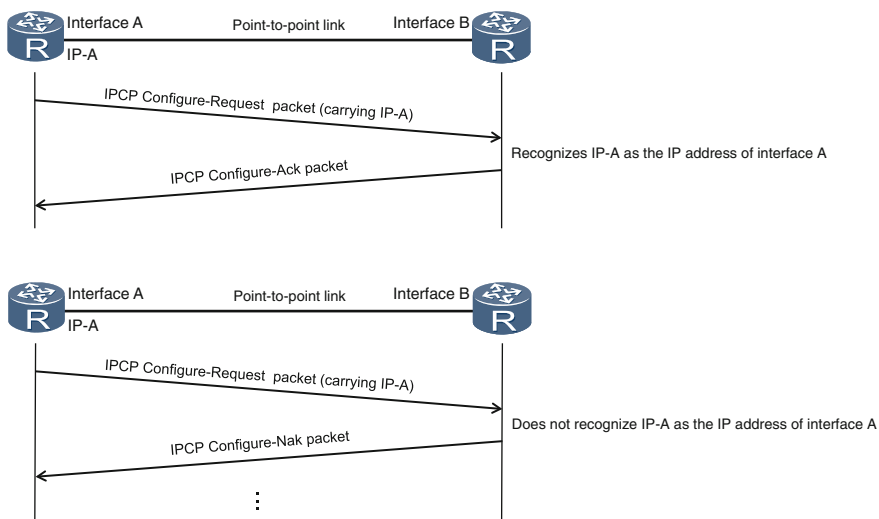 Interface A
Point-to-point link
Interface B
R
R
IP-A
IPCP Configure-Request packet (carrying IP-A)
Recognizes IP-A as the IP address of interface A
IPCP Configure-Ack packet
Interface A
Point-to-point link
Interface B
R
R
IP-A
IPCP Configure-Request packet (carrying IP-A)
Does not recognize IP-A as the IP address of interface A
IPCP Configure-Nak packet
⋮